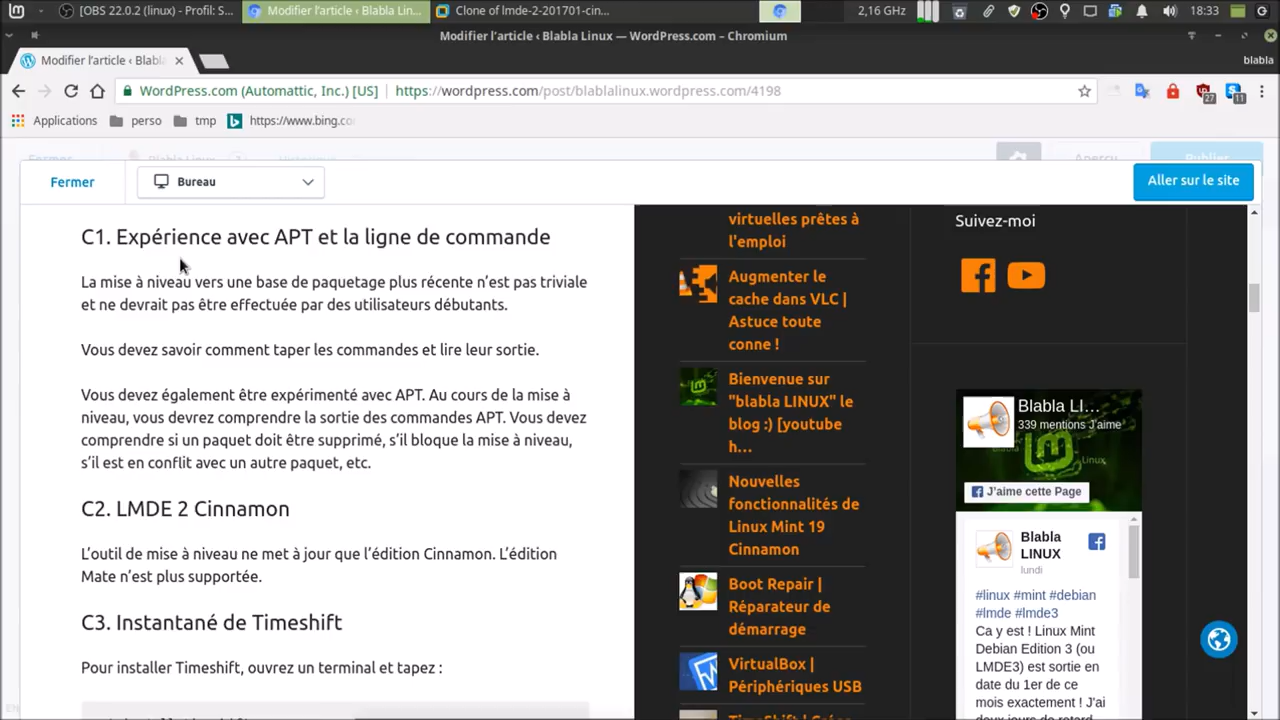 [OBS 22.0.2 (linux) - Profil: S...
Modifier l'article ‹ Blabla Lin...
Clone of lmde-2-201701-cin...
2,16 GHz
18:33
Modifier l'article ‹ Blabla Linux — WordPress.com – Chromium
Modifier l'article ‹ Blabla
blabla
WordPress.com (Automattic, Inc.) [US]
https://wordpress.com/post/blablalinux.wordpress.com/4198
27
11
Applications
perso
tmp
https://www.bing.co
Fermer
Blabla Linux
Aperçu
Publier
Fermer
Bureau
Aller sur le site
C1. Expérience avec APT et la ligne de commande
La mise à niveau vers une base de paquetage plus récente n'est pas triviale
et ne devrait pas être effectuée par des utilisateurs débutants.
Vous devez savoir comment taper les commandes et lire leur sortie.
Vous devez également être expérimenté avec APT. Au cours de la mise à
niveau, vous devrez comprendre la sortie des commandes APT. Vous devez
comprendre si un paquet doit être supprimé, s'il bloque la mise à niveau,
s'il est en conflit avec un autre paquet, etc.
C2. LMDE 2 Cinnamon
L'outil de mise à niveau ne met à jour que l'édition Cinnamon. L'édition
Mate n'est plus supportée.
C3. Instantané de Timeshift
Pour installer Timeshift, ouvrez un terminal et tapez :
virtuelles prêtes à
l'emploi
Augmenter le
cache dans VLC |
Astuce toute
conne !
Bienvenue sur
"blabla LINUX" le
blog :) [youtube
h...
Nouvelles
fonctionnalités de
Linux Mint 19
Cinnamon
Boot Repair |
Réparateur de
démarrage
VirtualBox |
Périphériques USB
TimeShift | Créer
Suivez-moi
Blabla LI...
339 mentions J'aime
J'aime cette Page
Blabla
LINUX
lundi
#linux #mint #debian
#lmde #lmde3
Ca y est ! Linux Mint
Debian Edition 3 (ou
LMDE3) est sortie en
date du 1er de ce
mois exactement ! J'ai
deux jours de retard